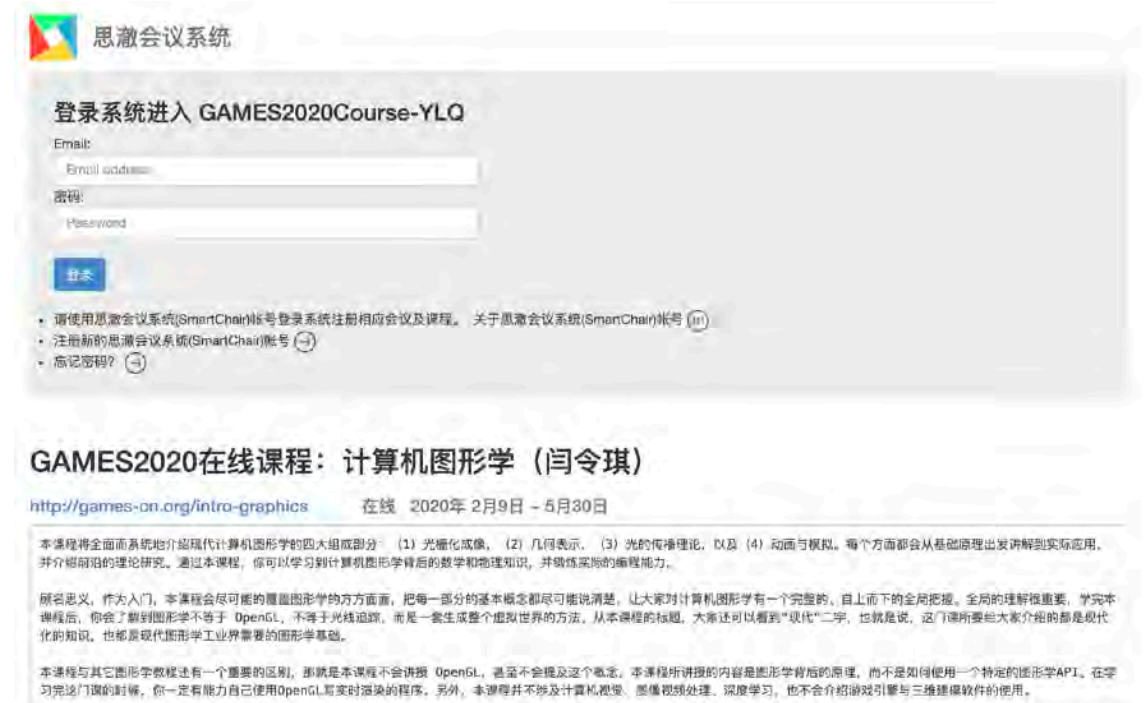 思澈会议系统
登录系统进入 GAMES2020Course-YLQ
Email:
Email address
密码:
Password
登录
• 请使用思澈会议系统(SmartChair)帐号登录系统注册相应会议及课程。 关于思澈会议系统(SmartChair)帐号
• 注册新的思澈会议系统(SmartChair)帐号
• 忘记密码?
GAMES2020在线课程：计算机图形学（闫令琪）
http://games-cn.org/intro-graphics 在线 2020年 2月9日 - 5月30日
本课程将全面而系统地介绍现代计算机图形学的四大组成部分：（1）光栅化成像，（2）几何表示，（3）光的传播理论，以及（4）动画与模拟。每个方面都会从基础原理出发讲解到实际应用，
并介绍前沿的理论研究。通过本课程，你可以学习到计算机图形学背后的数学和物理知识，并锻炼实际的编程能力。
顾名思义，作为入门，本课程会尽可能的覆盖图形学的方方面面，把每一部分的基本概念都尽可能说清楚，让大家对计算机图形学有一个完整的、自上而下的全局把握。全局的理解很重要，学完本
课程后，你会了解到图形学不等于 OpenGL，不等于光线追踪，而是一套生成整个虚拟世界的方法。从本课程的标题，大家还可以看到"现代"二字，也就是说，这门课所要给大家介绍的都是现代
化的知识，也都是现代图形学工业界需要的图形学基础。
本课程与其它图形学教程还有一个重要的区别，那就是本课程不会讲授 OpenGL，甚至不会提及这个概念。本课程所讲授的内容是图形学背后的原理，而不是如何使用一个特定的图形学API。在学
习完这门课的时候，你一定有能力自己使用OpenGL写实时渲染的程序。另外，本课程并不涉及计算机视觉、图像视频处理、深度学习，也不会介绍游戏引擎与三维建模软件的使用。